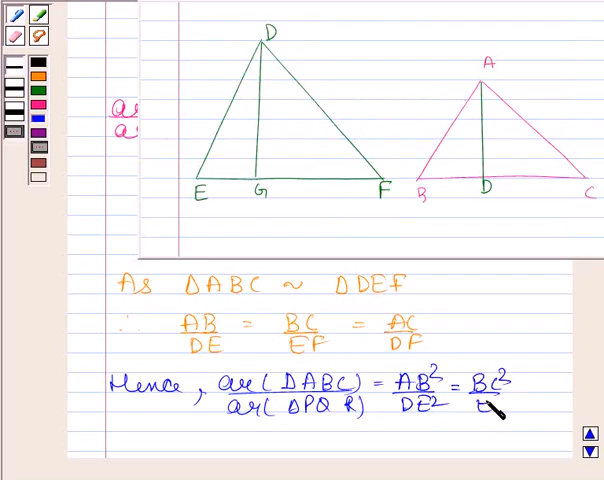 D
A
E G F B D C
As ΔABC ~ ΔDEF
∴ AB/DE = BC/EF = AC/DF
Hence, ar(ΔABC)/ar(ΔPQR) = AB²/DE² = BC²/E